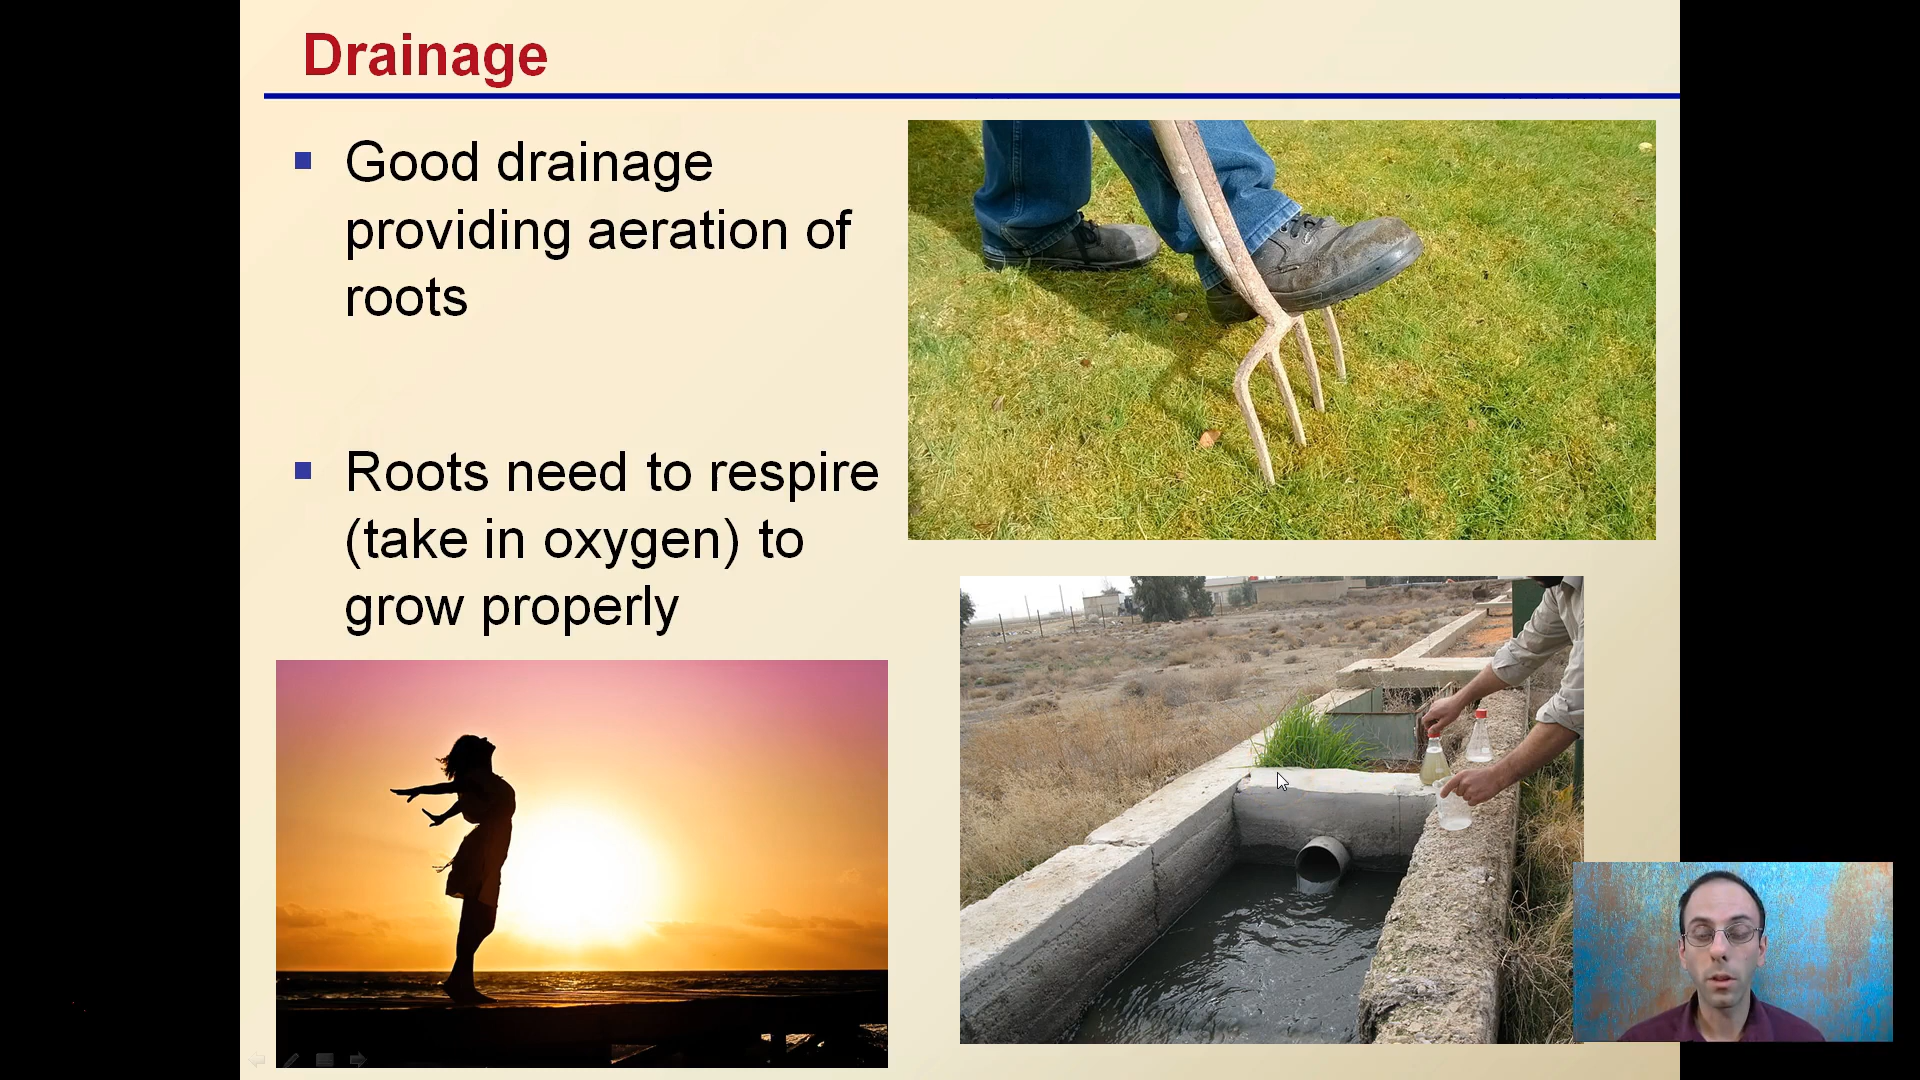 Drainage
Good drainage
providing aeration of
roots
Roots need to respire
(take in oxygen) to
grow properly